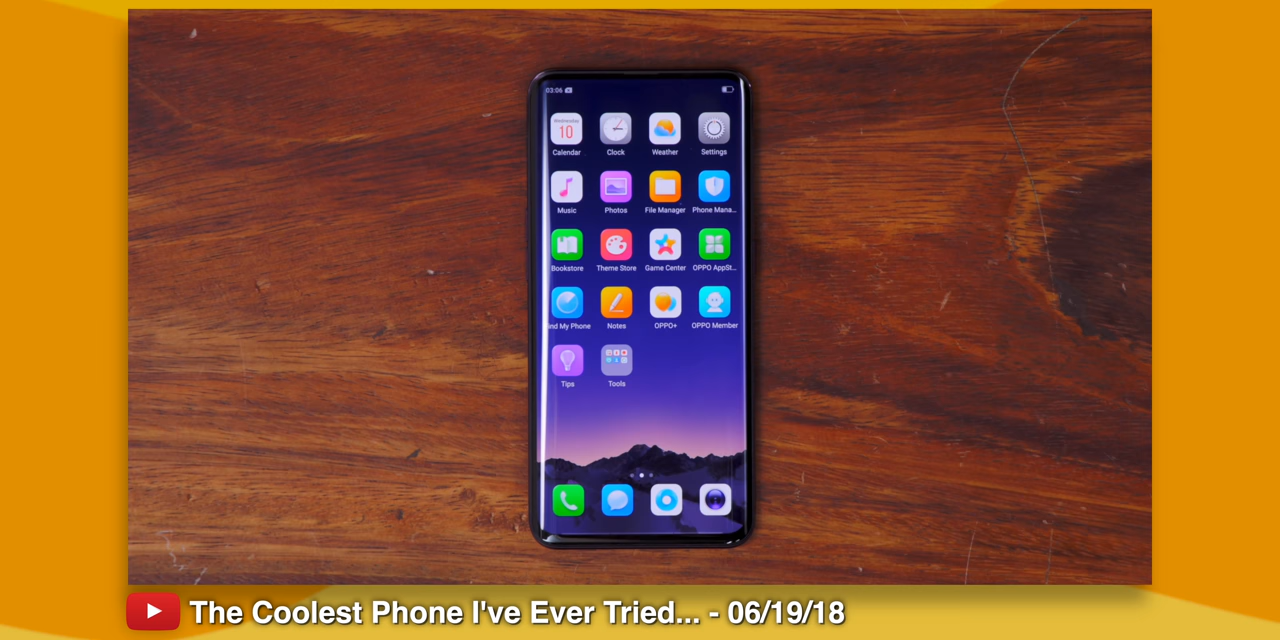 03:06
Wednesday
10
Calendar Clock Weather Settings
Music Photos File Manager Phone Mana...
Bookstore Theme Store Game Center OPPO AppSt...
ind My Phone Notes OPPO+ OPPO Member
Tips Tools
The Coolest Phone I've Ever Tried... - 06/19/18